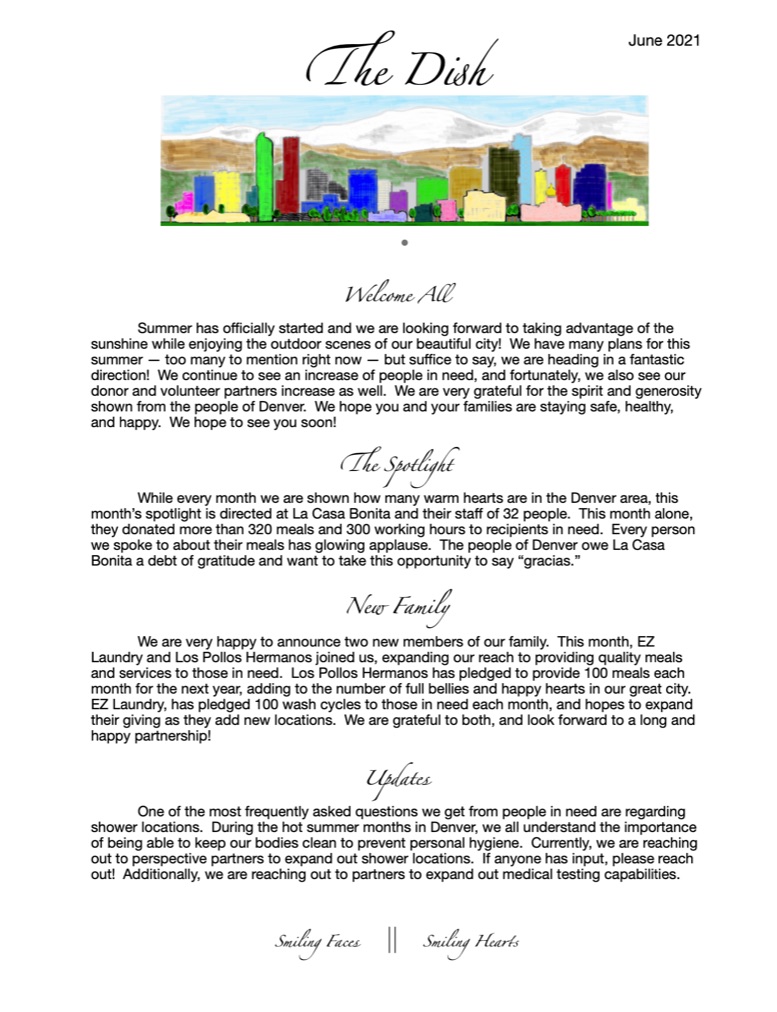 June 2021
The Dish
Welcome All
Summer has officially started and we are looking forward to taking advantage of the
sunshine while enjoying the outdoor scenes of our beautiful city!  We have many plans for this
summer — too many to mention right now — but suffice to say, we are heading in a fantastic
direction!  We continue to see an increase of people in need, and fortunately, we also see our
donor and volunteer partners increase as well.  We are very grateful for the spirit and generosity
shown from the people of Denver.  We hope you and your families are staying safe, healthy,
and happy.  We hope to see you soon!
The Spotlight
While every month we are shown how many warm hearts are in the Denver area, this
month’s spotlight is directed at La Casa Bonita and their staff of 32 people.  This month alone,
they donated more than 320 meals and 300 working hours to recipients in need.  Every person
we spoke to about their meals has glowing applause.  The people of Denver owe La Casa
Bonita a debt of gratitude and want to take this opportunity to say “gracias.”
New Family
We are very happy to announce two new members of our family.  This month, EZ
Laundry and Los Pollos Hermanos joined us, expanding our reach to providing quality meals
and services to those in need.  Los Pollos Hermanos has pledged to provide 100 meals each
month for the next year, adding to the number of full bellies and happy hearts in our great city.
EZ Laundry, has pledged 100 wash cycles to those in need each month, and hopes to expand
their giving as they add new locations.  We are grateful to both, and look forward to a long and
happy partnership!
Updates
One of the most frequently asked questions we get from people in need are regarding
shower locations.  During the hot summer months in Denver, we all understand the importance
of being able to keep our bodies clean to prevent personal hygiene.  Currently, we are reaching
out to perspective partners to expand out shower locations.  If anyone has input, please reach
out!  Additionally, we are reaching out to partners to expand out medical testing capabilities.
Smiling Faces || Smiling Hearts